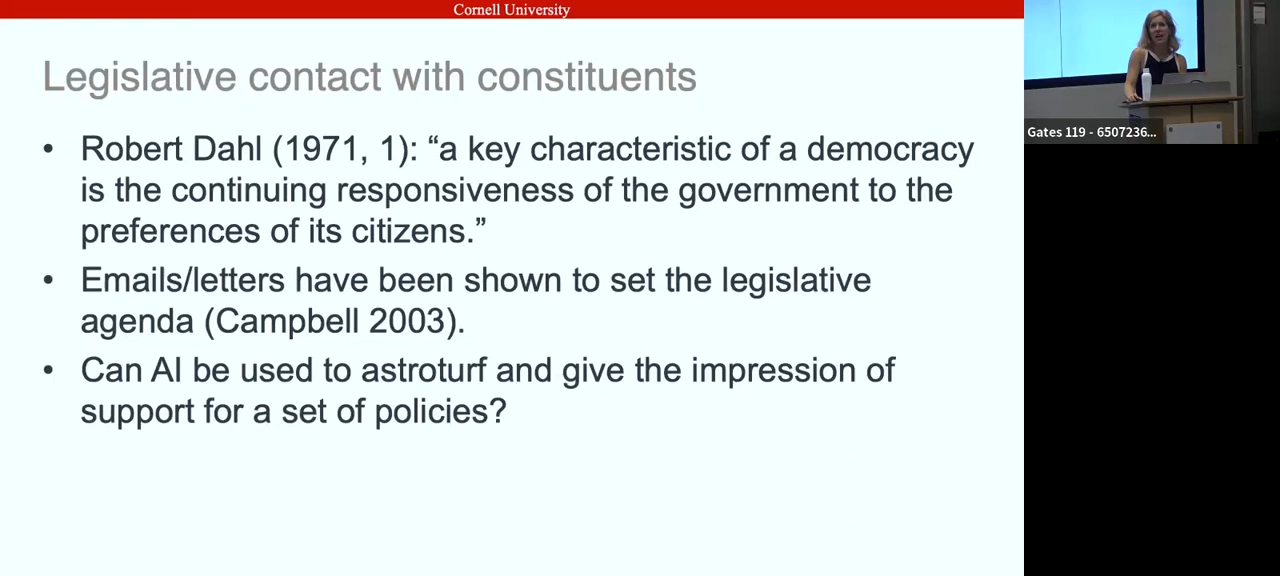 Cornell University
Legislative contact with constituents
• Robert Dahl (1971, 1): “a key characteristic of a democracy
is the continuing responsiveness of the government to the
preferences of its citizens.”
• Emails/letters have been shown to set the legislative
agenda (Campbell 2003).
• Can AI be used to astroturf and give the impression of
support for a set of policies?
Gates 119 - 6507236...